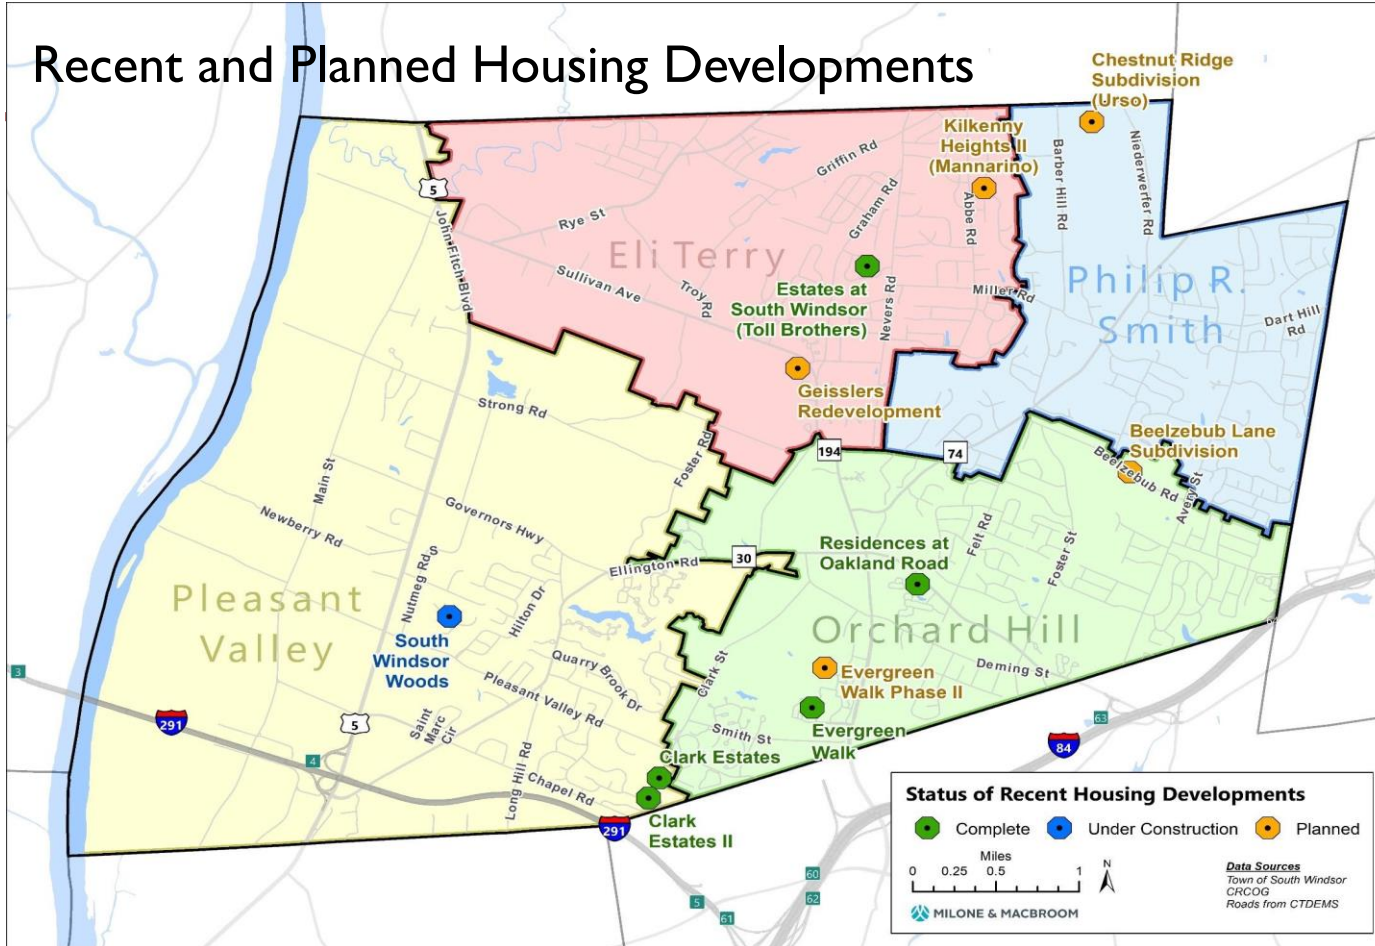 Recent and Planned Housing Developments
Chestnut Ridge
Subdivision
(Urso)
Kilkenny
Heights II
(Mannarino)
Griffin Rd
Graham Rd
Abbe Rd
Barber Hill Rd
Niederwerfer Rd
5
John Fitch Blvd
Rye St
Eli Terry
Sullivan Ave
Troy Rd
Estates at
South Windsor
(Toll Brothers)
Nevers Rd
Miller Rd
Philip R.
Smith
Dart Hill
Rd
Geisslers
Redevelopment
Strong Rd
Foster Rd
194
74
Beelzebub Lane
Subdivision
Beelzebub Rd
Avery St
Main St
Newberry Rd
Governors Hwy
Ellington Rd
30
Residences at
Oakland Road
Felt Rd
Foster St
Pleasant
Valley
Nutmeg Rd S
Hilton Dr
South
Windsor
Woods
Orchard Hill
Quarry Brook Dr
Clark St
Deming St
Evergreen
Walk Phase II
Pleasant Valley Rd
Saint
Marc
Cir
Smith St
Evergreen
Walk
3
291
5
4
Long Hill Rd
Chapel Rd
Clark Estates
Clark
Estates II
291
63
84
60
62
5
61
Status of Recent Housing Developments
Complete
Under Construction
Planned
Miles
0 0.25 0.5 1
N
Data Sources
Town of South Windsor
CRCOG
Roads from CTDEMS
MILONE & MACBROOM